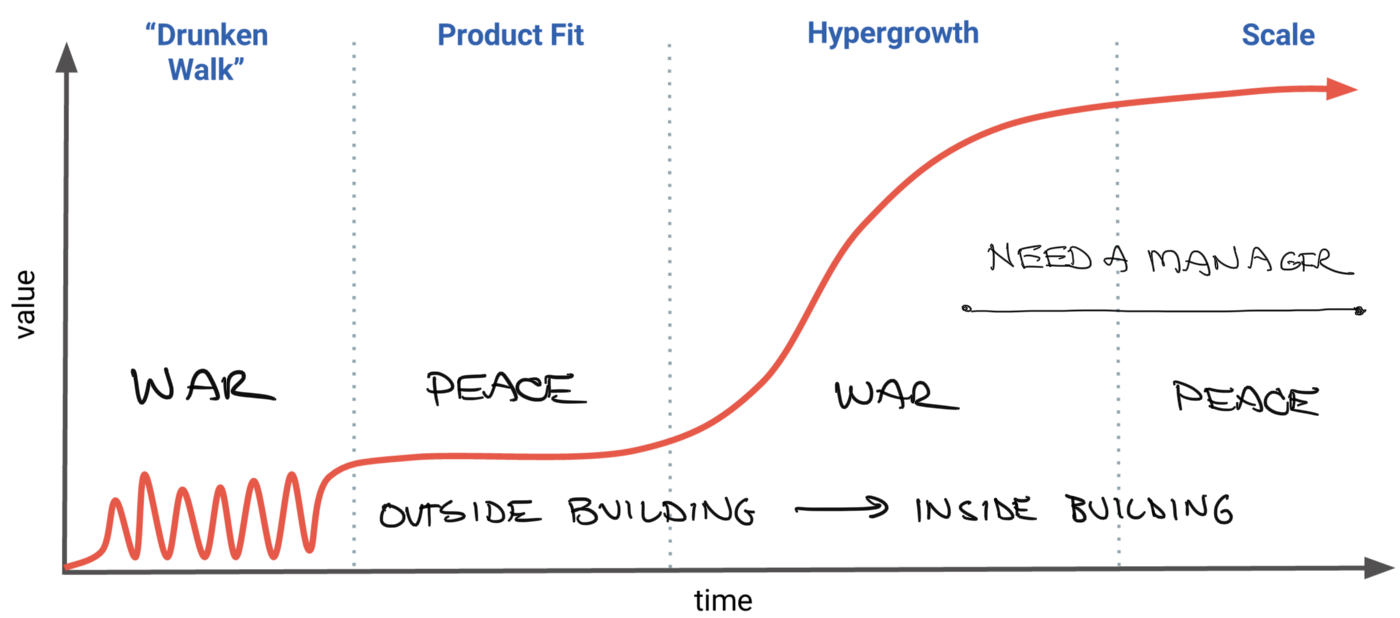 “Drunken
Walk”
Product Fit
Hypergrowth
Scale
value
NEED A MANAGER
WAR
PEACE
WAR
PEACE
OUTSIDE BUILDING → INSIDE BUILDING
time